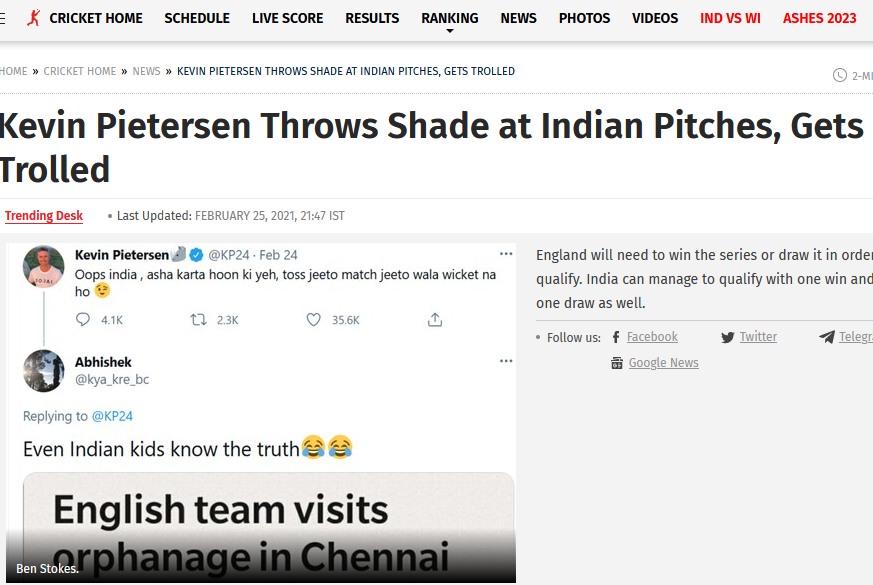 CRICKET HOME SCHEDULE LIVE SCORE RESULTS RANKING NEWS PHOTOS VIDEOS IND VS WI ASHES 2023
HOME » CRICKET HOME » NEWS » KEVIN PIETERSEN THROWS SHADE AT INDIAN PITCHES, GETS TROLLED
2-MI
Kevin Pietersen Throws Shade at Indian Pitches, Gets
Trolled
Trending Desk • Last Updated: FEBRUARY 25, 2021, 21:47 IST
Kevin Pietersen🦏 @KP24 · Feb 24
Oops india , asha karta hoon ki yeh, toss jeeto match jeeto wala wicket na
ho 😉
4.1K 2.3K 35.6K
Abhishek
@kya_kre_bc
Replying to @KP24
Even Indian kids know the truth😂😂
English team visits
orphanage in Chennai
Ben Stokes.
England will need to win the series or draw it in order
qualify. India can manage to qualify with one win and
one draw as well.
• Follow us: Facebook Twitter Telegr
Google News